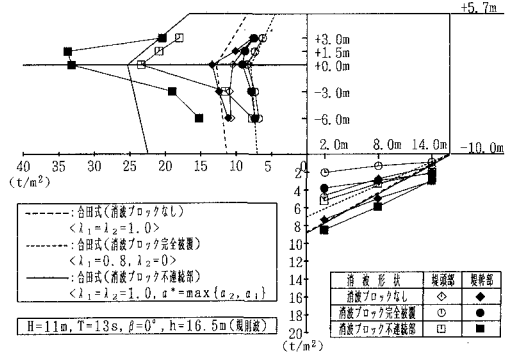 +5.7m
+3.0m
+1.5m
+0.0m
-3.0m
-6.0m
2.0m 8.0m 14.0m
-10.0m
40 35 30 25 20 15 10 5 0
(t/m²)
2
4
6
8
10
12
14
16
18
20
(t/m²)
:合田式(消波ブロックなし)
<λ₁=λ₂=1.0>
:合田式(消波ブロック完全被覆)
<λ₁=0.8, λ₂=0>
:合田式(消波ブロック不連続部)
<λ₁=λ₂=1.0, α*=max{α₂, α₁}
H=11m, T=13s, β=0°, h=16.5m(規則波)
消波形状 堤頭部 堤幹部
消波ブロックなし ◇ ◆
消波ブロック完全被覆 ○ ●
消波ブロック不連続部 □ ■